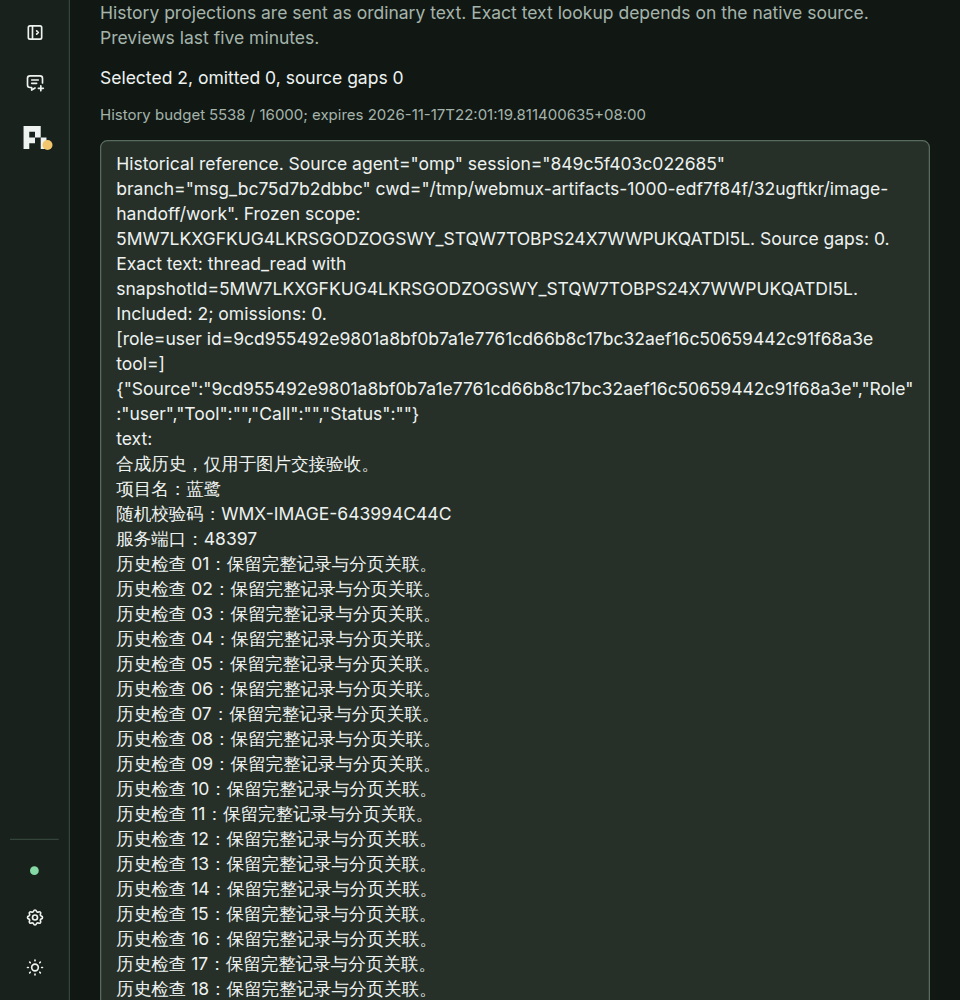 History projections are sent as ordinary text. Exact text lookup depends on the native source.
Previews last five minutes.
Selected 2, omitted 0, source gaps 0
History budget 5538 / 16000; expires 2026-11-17T22:01:19.811400635+08:00
Historical reference. Source agent="omp" session="849c5f403c022685"
branch="msg_bc75d7b2dbbc" cwd="/tmp/webmux-artifacts-1000-edf7f84f/32ugftkr/image-
handoff/work". Frozen scope:
5MW7LKXGFKUG4LKRSGODZOGSWY_STQW7TOBPS24X7WWPUKQATDI5L. Source gaps: 0.
Exact text: thread_read with
snapshotId=5MW7LKXGFKUG4LKRSGODZOGSWY_STQW7TOBPS24X7WWPUKQATDI5L.
Included: 2; omissions: 0.
[role=user id=9cd955492e9801a8bf0b7a1e7761cd66b8c17bc32aef16c50659442c91f68a3e
tool=]
{"Source":"9cd955492e9801a8bf0b7a1e7761cd66b8c17bc32aef16c50659442c91f68a3e","Role"
:"user","Tool":"","Call":"","Status":""}
text:
合成历史，仅用于图片交接验收。
项目名：蓝鹭
随机校验码：WMX-IMAGE-643994C44C
服务端口：48397
历史检查 01：保留完整记录与分页关联。
历史检查 02：保留完整记录与分页关联。
历史检查 03：保留完整记录与分页关联。
历史检查 04：保留完整记录与分页关联。
历史检查 05：保留完整记录与分页关联。
历史检查 06：保留完整记录与分页关联。
历史检查 07：保留完整记录与分页关联。
历史检查 08：保留完整记录与分页关联。
历史检查 09：保留完整记录与分页关联。
历史检查 10：保留完整记录与分页关联。
历史检查 11：保留完整记录与分页关联。
历史检查 12：保留完整记录与分页关联。
历史检查 13：保留完整记录与分页关联。
历史检查 14：保留完整记录与分页关联。
历史检查 15：保留完整记录与分页关联。
历史检查 16：保留完整记录与分页关联。
历史检查 17：保留完整记录与分页关联。
历史检查 18：保留完整记录与分页关联。